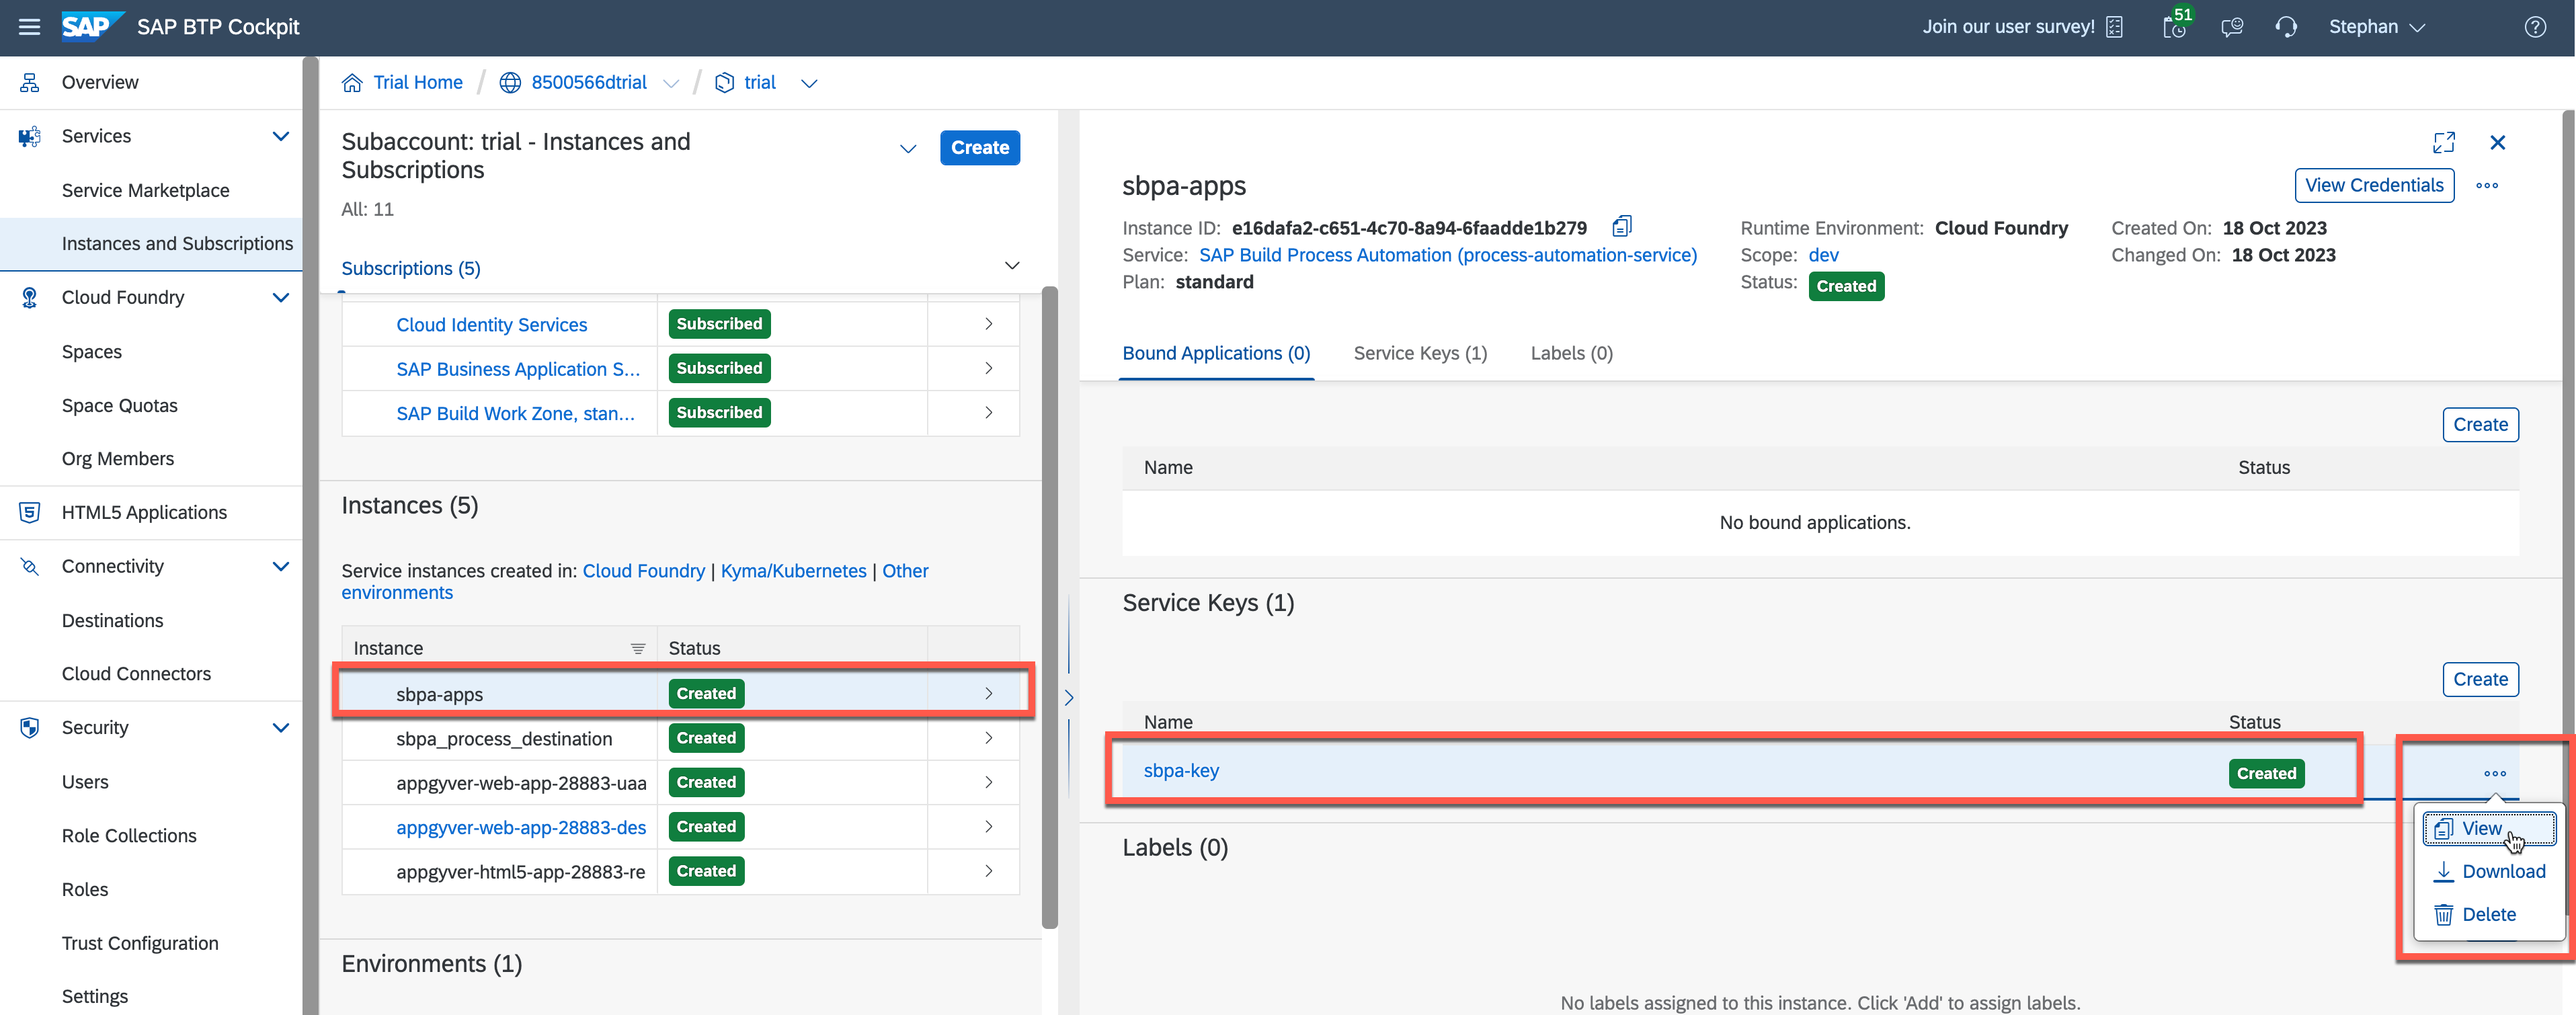 SAP SAP BTP Cockpit
Join our user survey!
51
Stephan
Overview
Services
Service Marketplace
Instances and Subscriptions
Cloud Foundry
Spaces
Space Quotas
Org Members
HTML5 Applications
Connectivity
Destinations
Cloud Connectors
Security
Users
Role Collections
Roles
Trust Configuration
Settings
Trial Home / 8500566dtrial / trial
Subaccount: trial - Instances and
Subscriptions
Create
All: 11
Subscriptions (5)
Cloud Identity Services Subscribed
SAP Business Application S... Subscribed
SAP Build Work Zone, stan... Subscribed
Instances (5)
Service instances created in: Cloud Foundry | Kyma/Kubernetes | Other
environments
Instance Status
sbpa-apps Created
sbpa_process_destination Created
appgyver-web-app-28883-uaa Created
appgyver-web-app-28883-des Created
appgyver-html5-app-28883-re Created
Environments (1)
sbpa-apps
View Credentials
Instance ID: e16dafa2-c651-4c70-8a94-6faadde1b279
Service: SAP Build Process Automation (process-automation-service)
Plan: standard
Runtime Environment: Cloud Foundry
Scope: dev
Status: Created
Created On: 18 Oct 2023
Changed On: 18 Oct 2023
Bound Applications (0) Service Keys (1) Labels (0)
Create
Name Status
No bound applications.
Service Keys (1)
Create
Name Status
sbpa-key Created
View
Download
Delete
Labels (0)
No labels assigned to this instance. Click 'Add' to assign labels.